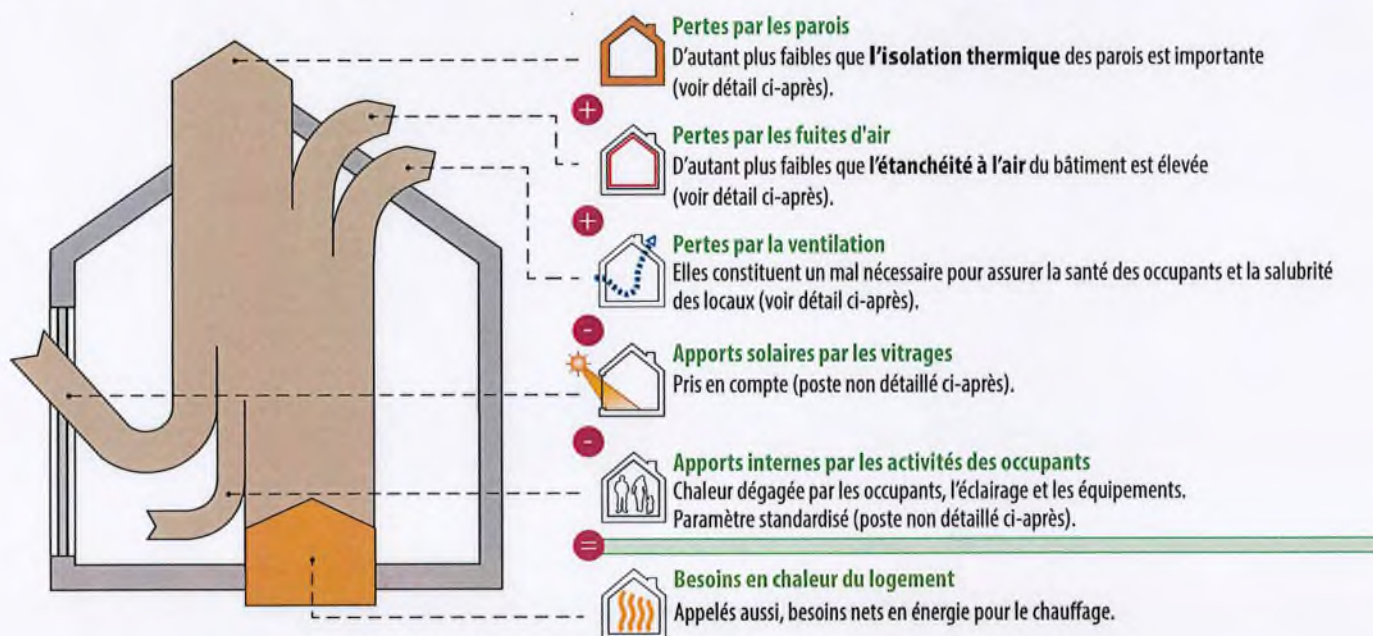 Pertes par les parois
D'autant plus faibles que l'isolation thermique des parois est importante
(voir détail ci-après).
+
Pertes par les fuites d'air
D'autant plus faibles que l'étanchéité à l'air du bâtiment est élevée
(voir détail ci-après).
+
Pertes par la ventilation
Elles constituent un mal nécessaire pour assurer la santé des occupants et la salubrité
des locaux (voir détail ci-après).
-
Apports solaires par les vitrages
Pris en compte (poste non détaillé ci-après).
-
Apports internes par les activités des occupants
Chaleur dégagée par les occupants, l'éclairage et les équipements.
Paramètre standardisé (poste non détaillé ci-après).
=
Besoins en chaleur du logement
Appelés aussi, besoins nets en énergie pour le chauffage.